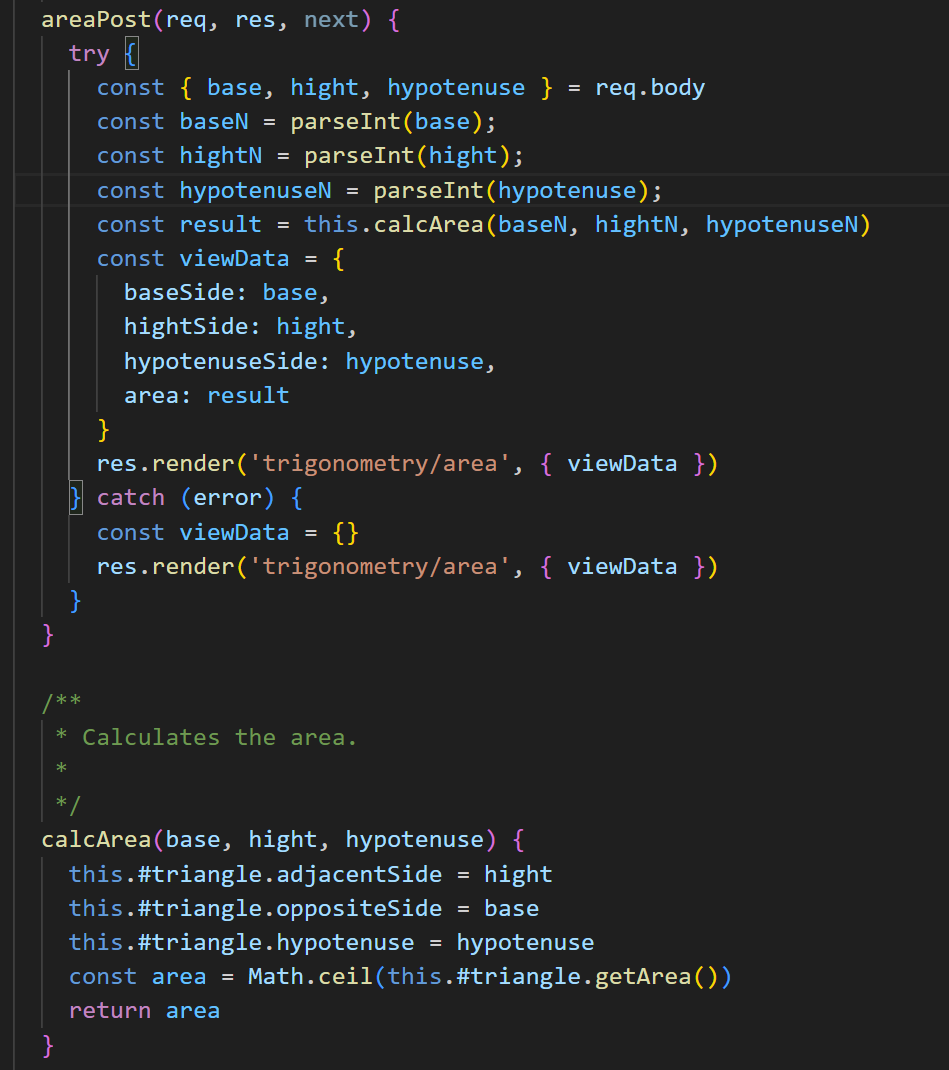 areaPost(req, res, next) {
  try {
    const { base, hight, hypotenuse } = req.body
    const baseN = parseInt(base);
    const hightN = parseInt(hight);
    const hypotenuseN = parseInt(hypotenuse);
    const result = this.calcArea(baseN, hightN, hypotenuseN)
    const viewData = {
      baseSide: base,
      hightSide: hight,
      hypotenuseSide: hypotenuse,
      area: result
    }
    res.render('trigonometry/area', { viewData })
  } catch (error) {
    const viewData = {}
    res.render('trigonometry/area', { viewData })
  }
}

/**
 * Calculates the area.
 *
 */
calcArea(base, hight, hypotenuse) {
  this.#triangle.adjacentSide = hight
  this.#triangle.oppositeSide = base
  this.#triangle.hypotenuse = hypotenuse
  const area = Math.ceil(this.#triangle.getArea())
  return area
}